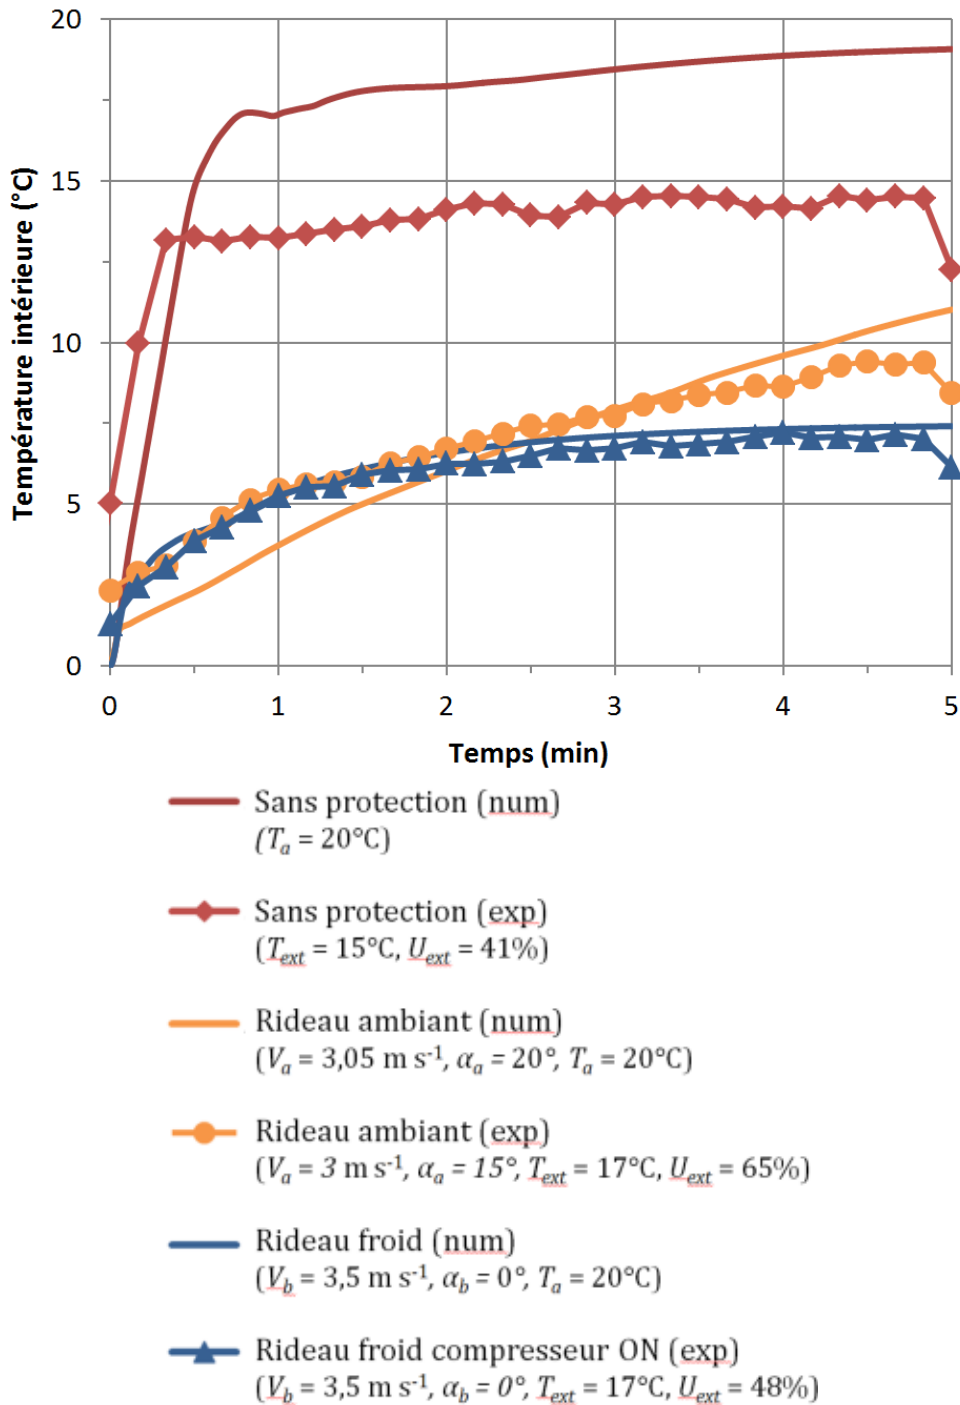 20
15
10
5
0
Température intérieure (°C)
0 1 2 3 4 5
Temps (min)
Sans protection (num)
(Ta = 20°C)
Sans protection (exp)
(Text = 15°C, Uext = 41%)
Rideau ambiant (num)
(Va = 3,05 m s-1, αa = 20°, Ta = 20°C)
Rideau ambiant (exp)
(Va = 3 m s-1, αa = 15°, Text = 17°C, Uext = 65%)
Rideau froid (num)
(Vb = 3,5 m s-1, αb = 0°, Ta = 20°C)
Rideau froid compresseur ON (exp)
(Vb = 3,5 m s-1, αb = 0°, Text = 17°C, Uext = 48%)